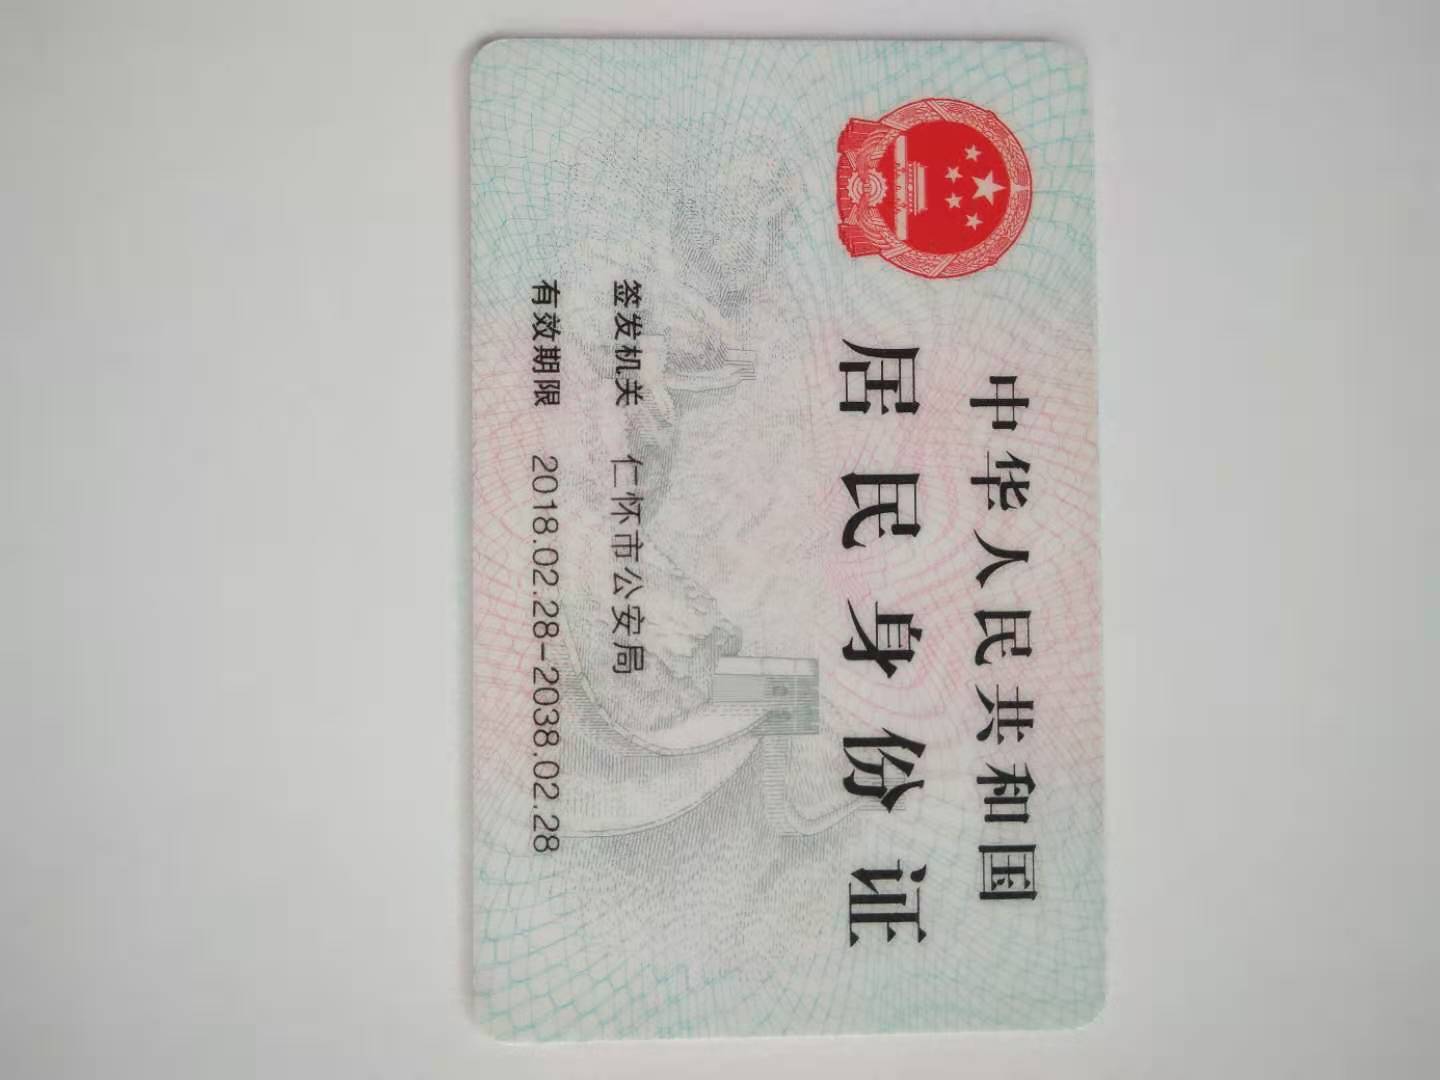 中华人民共和国
居民身份证
签发机关 仁怀市公安局
有效期限 2018.02.28-2038.02.28